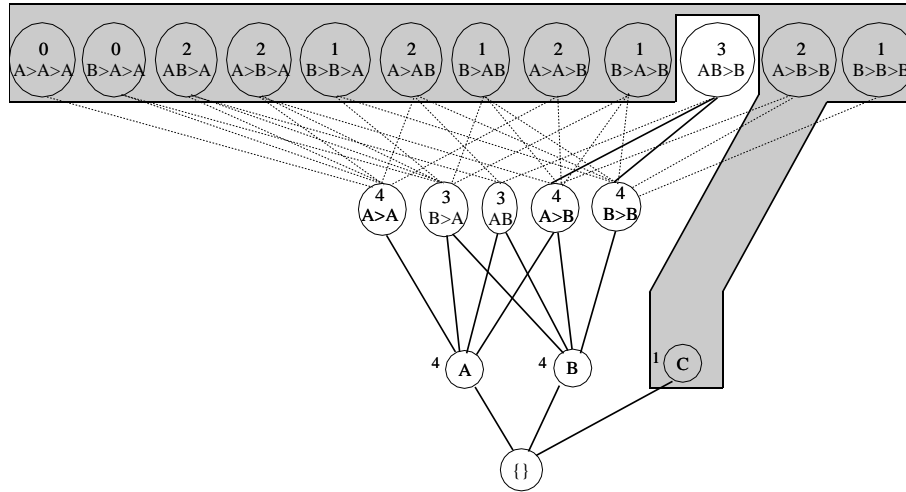 0 0 2 2 1 2 1 2 1 3 2 1
A>A>A B>A>A AB>A A>B>A B>B>A A>AB B>AB A>A>B B>A>B AB>B A>B>B B>B>B
4 3 3 4 4
A>A B>A AB A>B B>B
4 A 4 B 1 C
{}